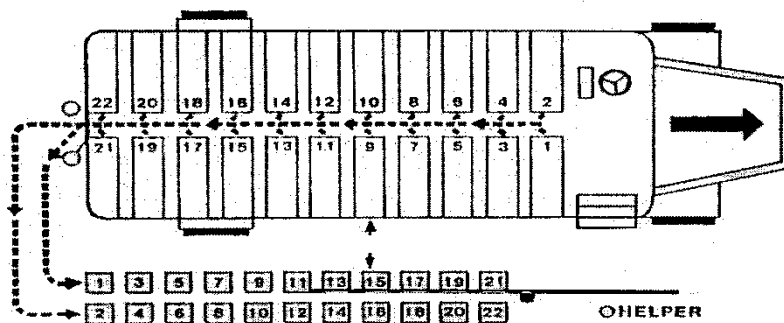 22 20 18 16 14 12 10 8 6 4 2
21 19 17 15 13 11 9 7 5 3 1
1 3 5 7 9 11 13 15 17 19 21
2 4 6 8 10 12 14 16 18 20 22
HELPER